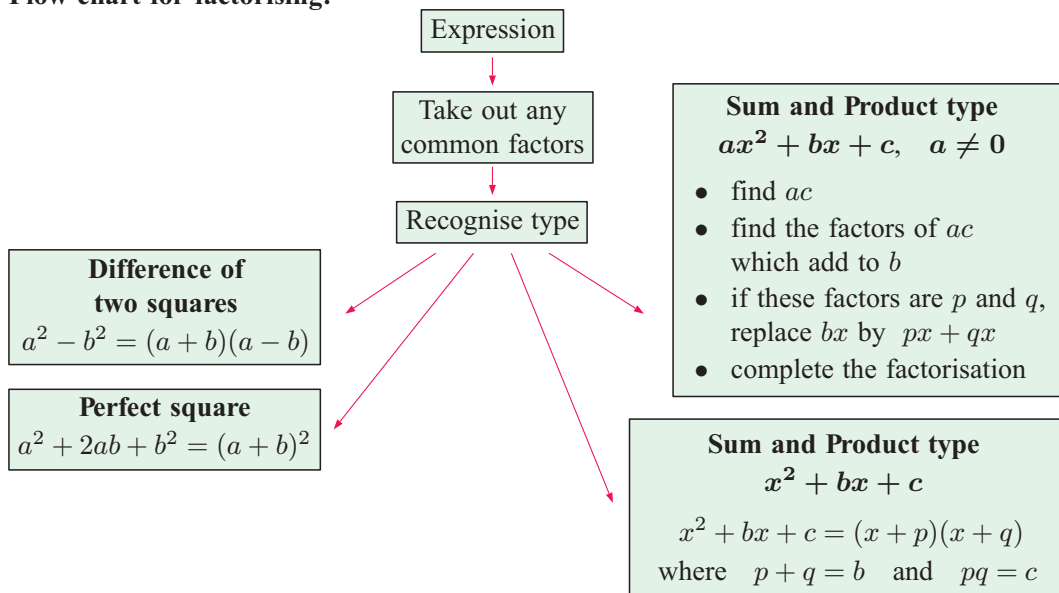 Flow chart for factorising:
Expression
Take out any
common factors
Recognise type
Difference of
two squares
a² − b² = (a + b)(a − b)
Perfect square
a² + 2ab + b² = (a + b)²
Sum and Product type
ax² + bx + c, a ≠ 0
• find ac
• find the factors of ac
which add to b
• if these factors are p and q,
replace bx by px + qx
• complete the factorisation
Sum and Product type
x² + bx + c
x² + bx + c = (x + p)(x + q)
where p + q = b and pq = c